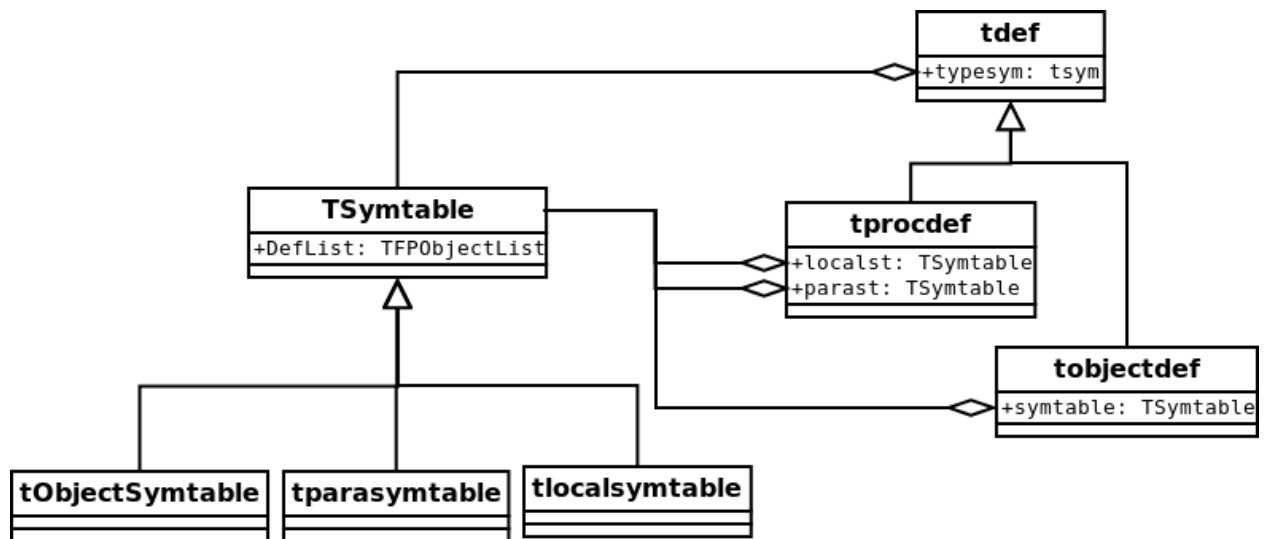 tdef
+typesym: tsym
TSymtable
+DefList: TFPObjectList
tprocdef
+localst: TSymtable
+parast: TSymtable
tobjectdef
+symtable: TSymtable
tObjectSymtable
tparasymtable
tlocalsymtable